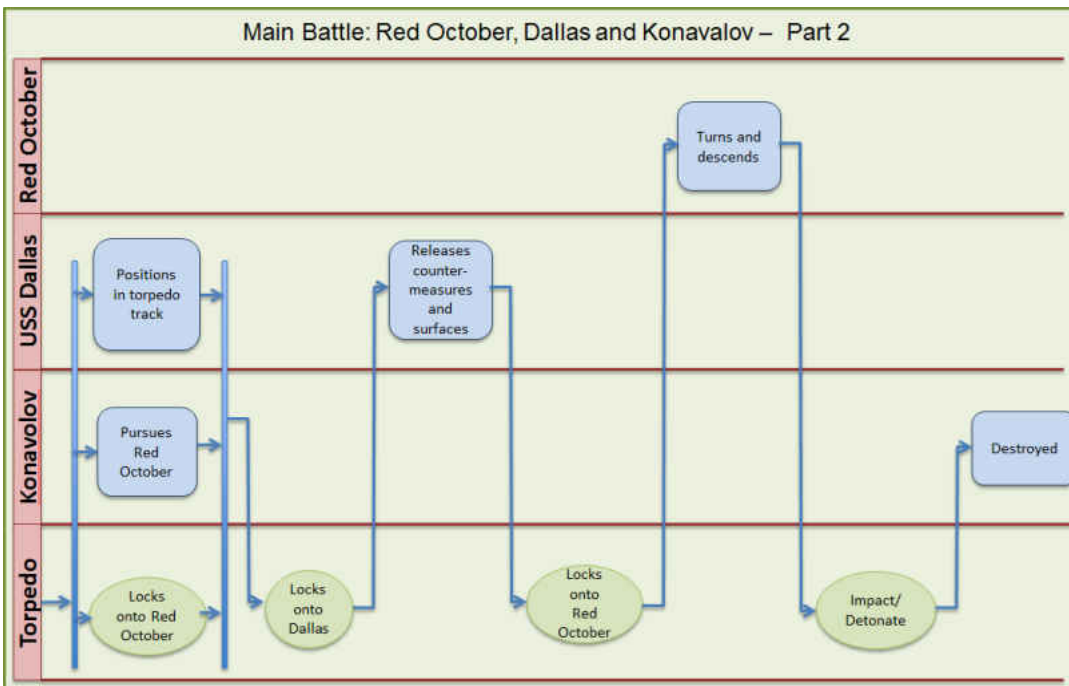 Main Battle: Red October, Dallas and Konavalov – Part 2
Red October
Turns and
descends
USS Dallas
Positions
in torpedo
track
Releases
counter-
measures
and
surfaces
Konavolov
Pursues
Red
October
Destroyed
Torpedo
Locks
onto Red
October
Locks
onto
Dallas
Locks
onto
Red
October
Impact/
Detonate